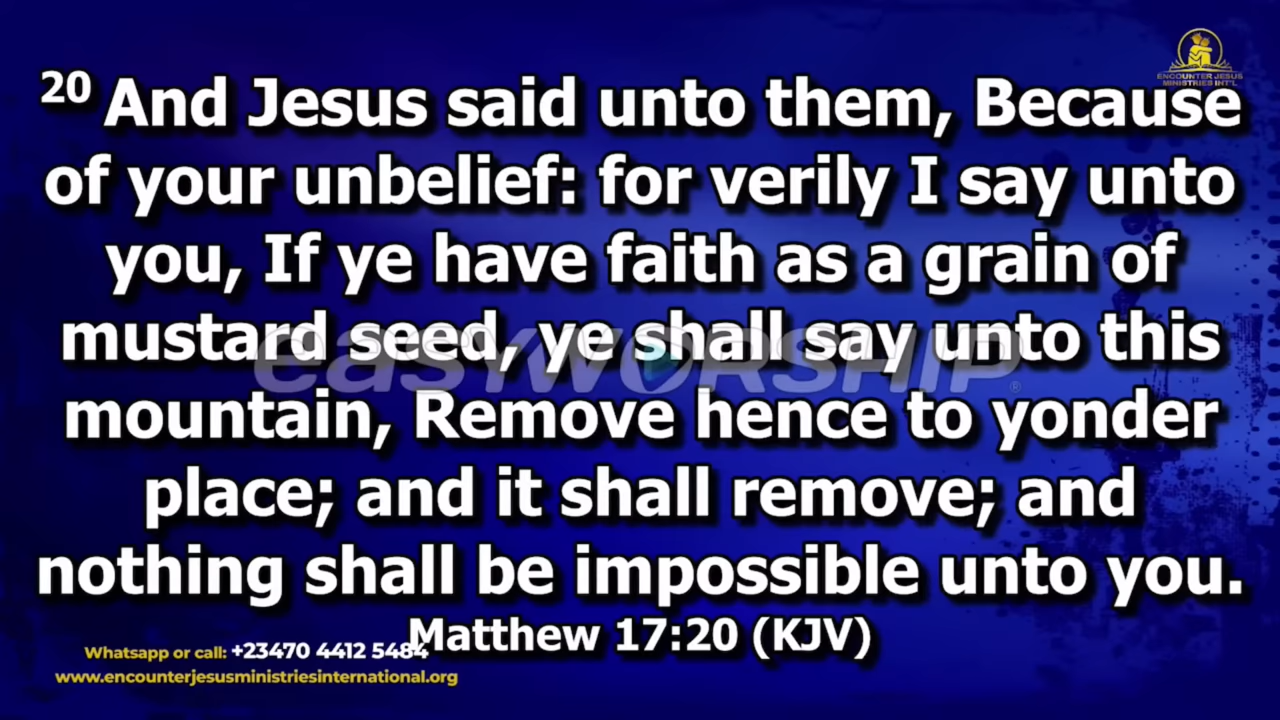 ENCOUNTER JESUS
MINISTRIES INT'L
20 And Jesus said unto them, Because
of your unbelief: for verily I say unto
you, If ye have faith as a grain of
mustard seed, ye shall say unto this
easyworship®
mountain, Remove hence to yonder
place; and it shall remove; and
nothing shall be impossible unto you.
Matthew 17:20 (KJV)
Whatsapp or call: +23470 4412 5484
www.encounterjesusministriesinternational.org